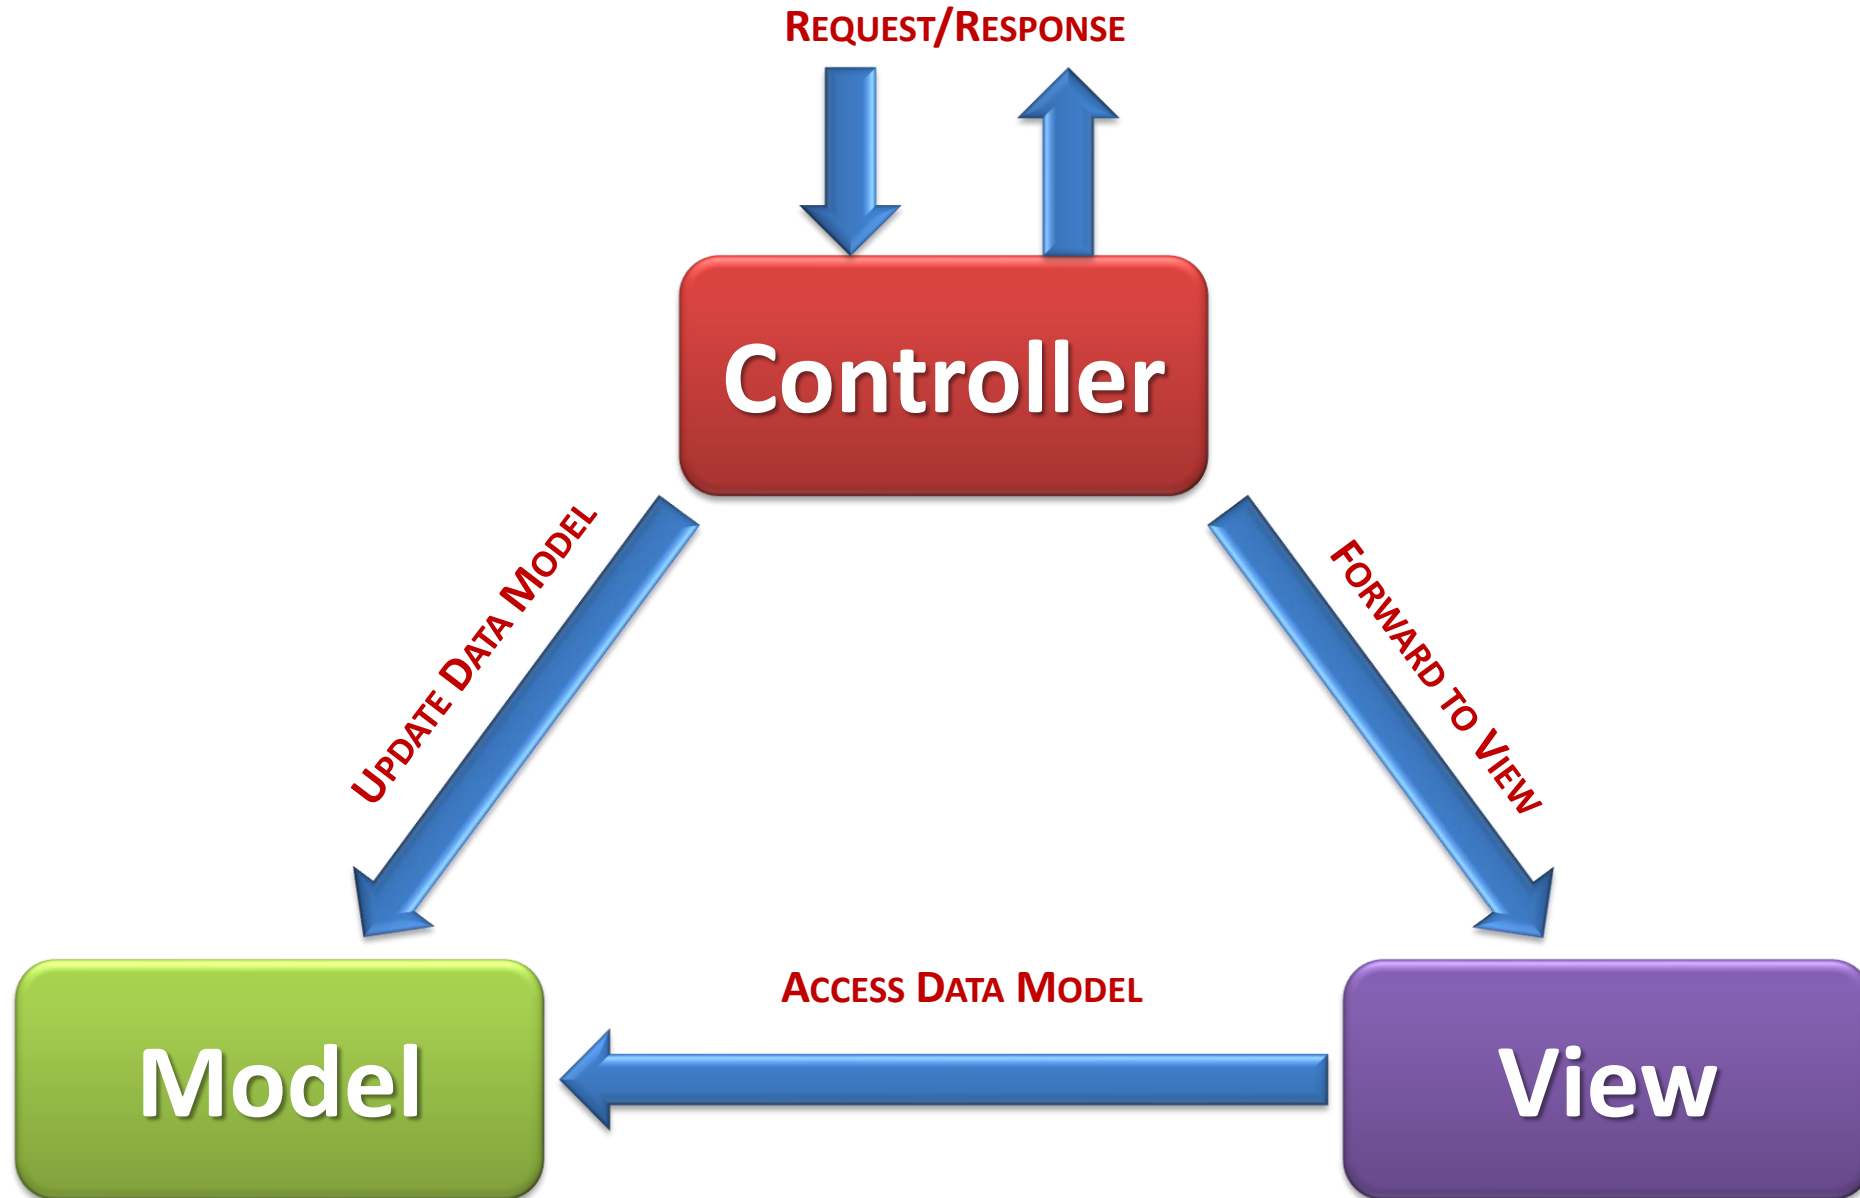 REQUEST/RESPONSE
Controller
UPDATE DATA MODEL
FORWARD TO VIEW
ACCESS DATA MODEL
Model
View